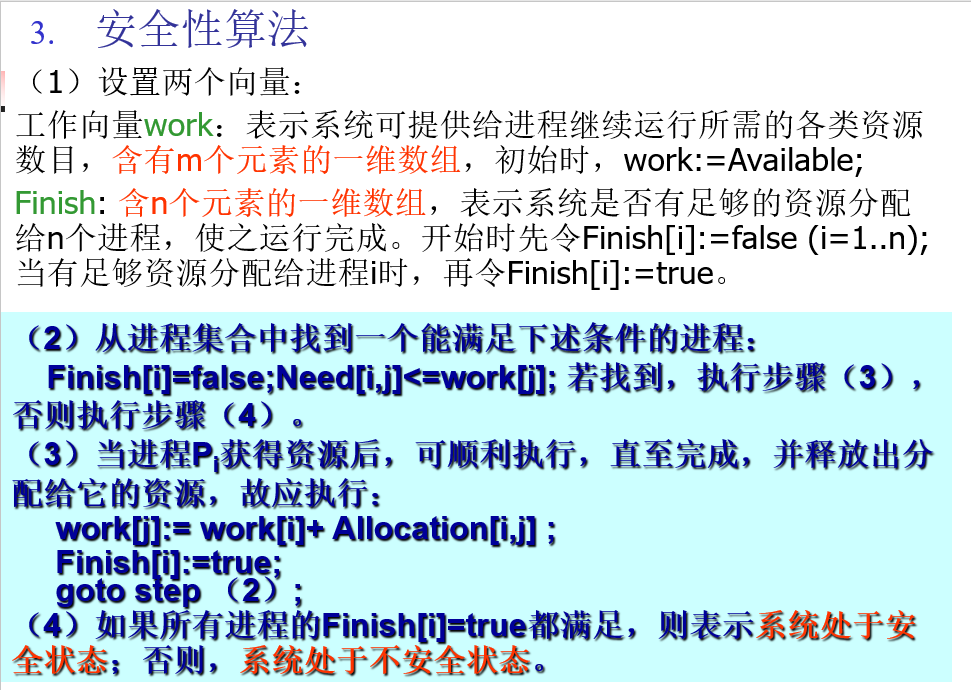 3. 安全性算法
（1）设置两个向量：
工作向量work：表示系统可提供给进程继续运行所需的各类资源
数目，含有m个元素的一维数组，初始时，work:=Available;
Finish: 含n个元素的一维数组，表示系统是否有足够的资源分配
给n个进程，使之运行完成。开始时先令Finish[i]:=false (i=1..n);
当有足够资源分配给进程i时，再令Finish[i]:=true。
（2）从进程集合中找到一个能满足下述条件的进程：
Finish[i]=false;Need[i,j]<=work[j]; 若找到，执行步骤（3），
否则执行步骤（4）。
（3）当进程Pi获得资源后，可顺利执行，直至完成，并释放出分
配给它的资源，故应执行：
work[j]:= work[i]+ Allocation[i,j] ;
Finish[i]:=true;
goto step （2）;
（4）如果所有进程的Finish[i]=true都满足，则表示系统处于安
全状态；否则，系统处于不安全状态。